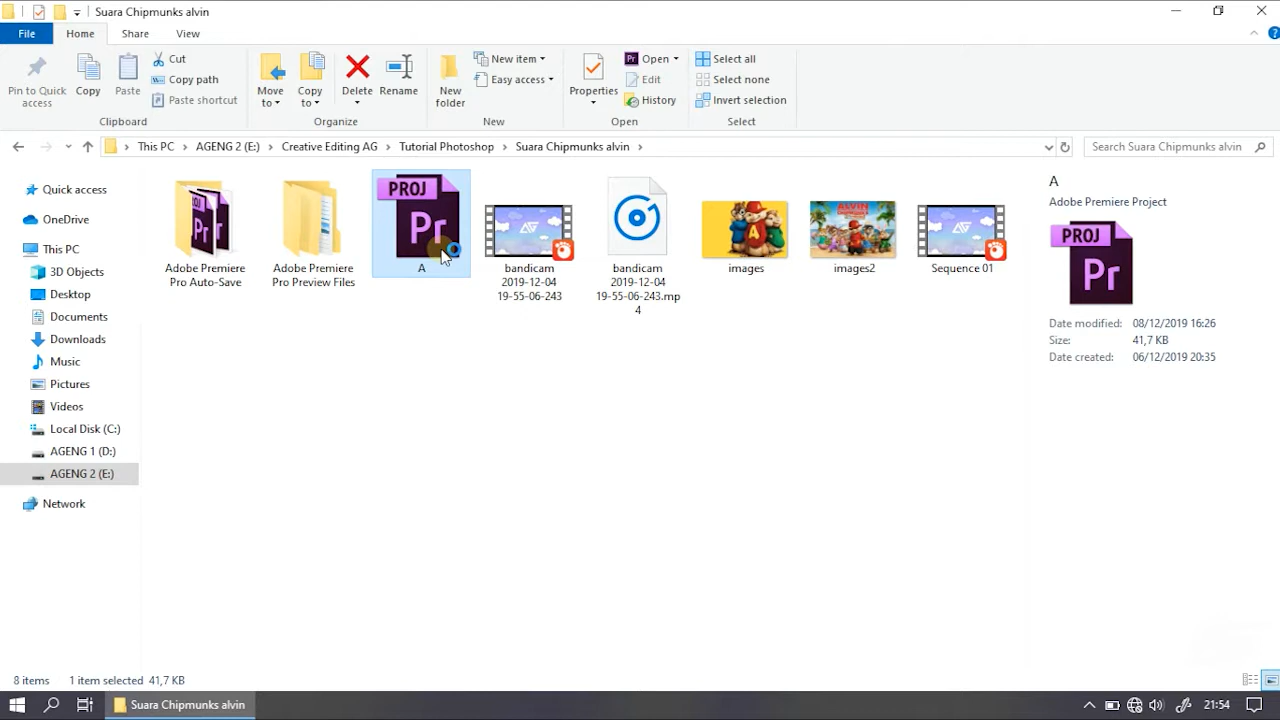 Suara Chipmunks alvin
File
Home
Share
View
Pin to Quick access
Copy
Paste
Cut
Copy path
Paste shortcut
Clipboard
Move to
Copy to
Delete
Rename
Organize
New folder
New item
Easy access
New
Properties
Open
Edit
History
Open
Select all
Select none
Invert selection
Select
This PC
AGENG 2 (E:)
Creative Editing AG
Tutorial Photoshop
Suara Chipmunks alvin
Search Suara Chipmunks alvin
Quick access
OneDrive
This PC
3D Objects
Desktop
Documents
Downloads
Music
Pictures
Videos
Local Disk (C:)
AGENG 1 (D:)
AGENG 2 (E:)
Network
Adobe Premiere
Pro Auto-Save
Adobe Premiere
Pro Preview Files
PROJ
Pr
A
bandicam
2019-12-04
19-55-06-243
bandicam
2019-12-04
19-55-06-243.mp
4
images
images2
Sequence 01
A
Adobe Premiere Project
PROJ
Pr
Date modified: 08/12/2019 16:26
Size: 41,7 KB
Date created: 06/12/2019 20:35
8 items 1 item selected 41,7 KB
Suara Chipmunks alvin
21:54